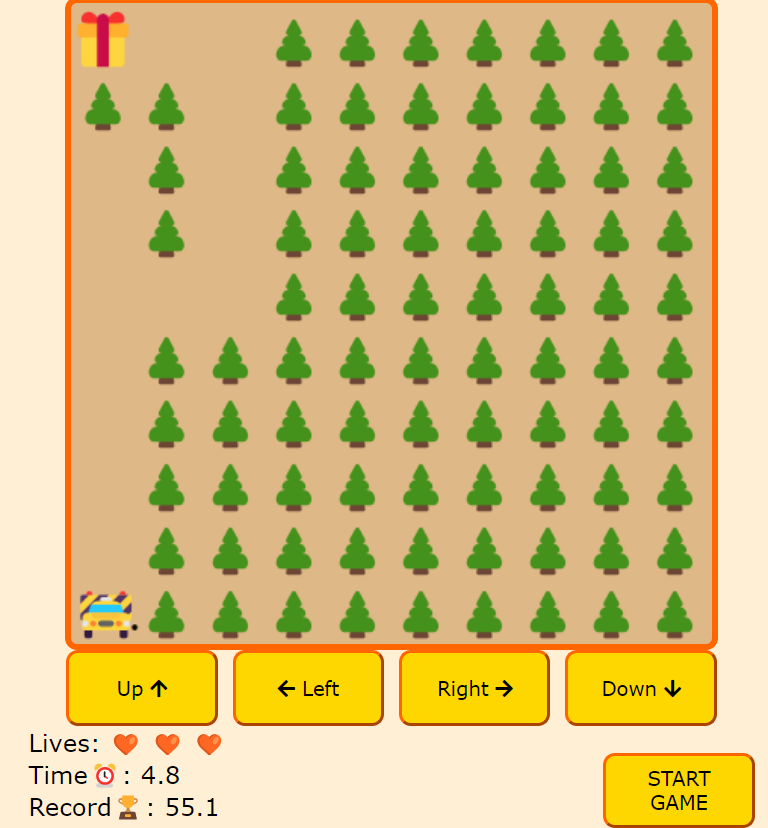 Up ↑
← Left
Right →
Down ↓
Lives:
Time ⏰ : 4.8
Record 🏆 : 55.1
START
GAME